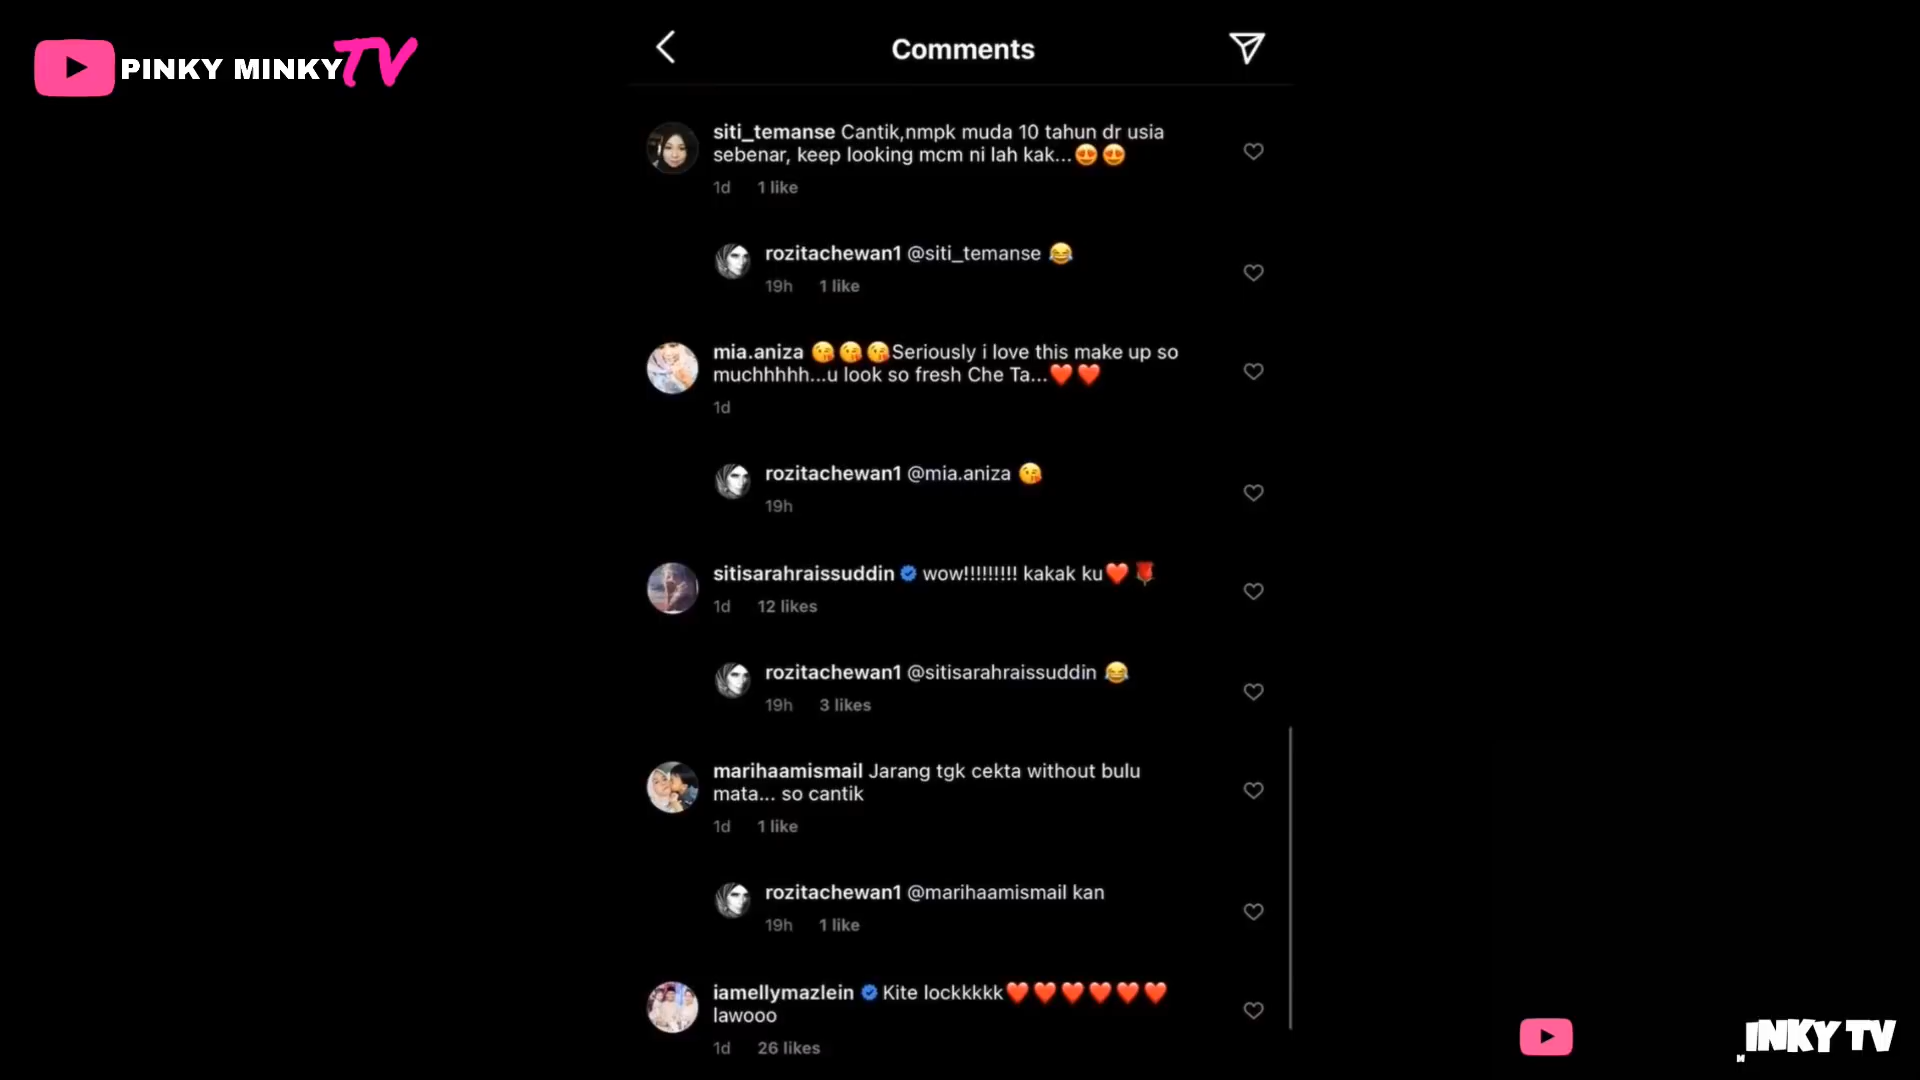 PINKY MINKY TV
Comments
siti_temanse Cantik,nmpk muda 10 tahun dr usia
sebenar, keep looking mcm ni lah kak...😍😍
1d 1 like
rozitachewan1 @siti_temanse 😂
19h 1 like
mia.aniza 😘😘😘Seriously i love this make up so
muchhhhh...u look so fresh Che Ta...❤️❤️
1d
rozitachewan1 @mia.aniza 😘
19h
sitisarahraissuddin wow!!!!!!!!! kakak ku❤️🌹
1d 12 likes
rozitachewan1 @sitisarahraissuddin 😂
19h 3 likes
marihaamismail Jarang tgk cekta without bulu
mata... so cantik
1d 1 like
rozitachewan1 @marihaamismail kan
19h 1 like
iamellymazlein Kite lockkkkk❤️❤️❤️❤️❤️❤️
lawooo
1d 26 likes
M INKY TV